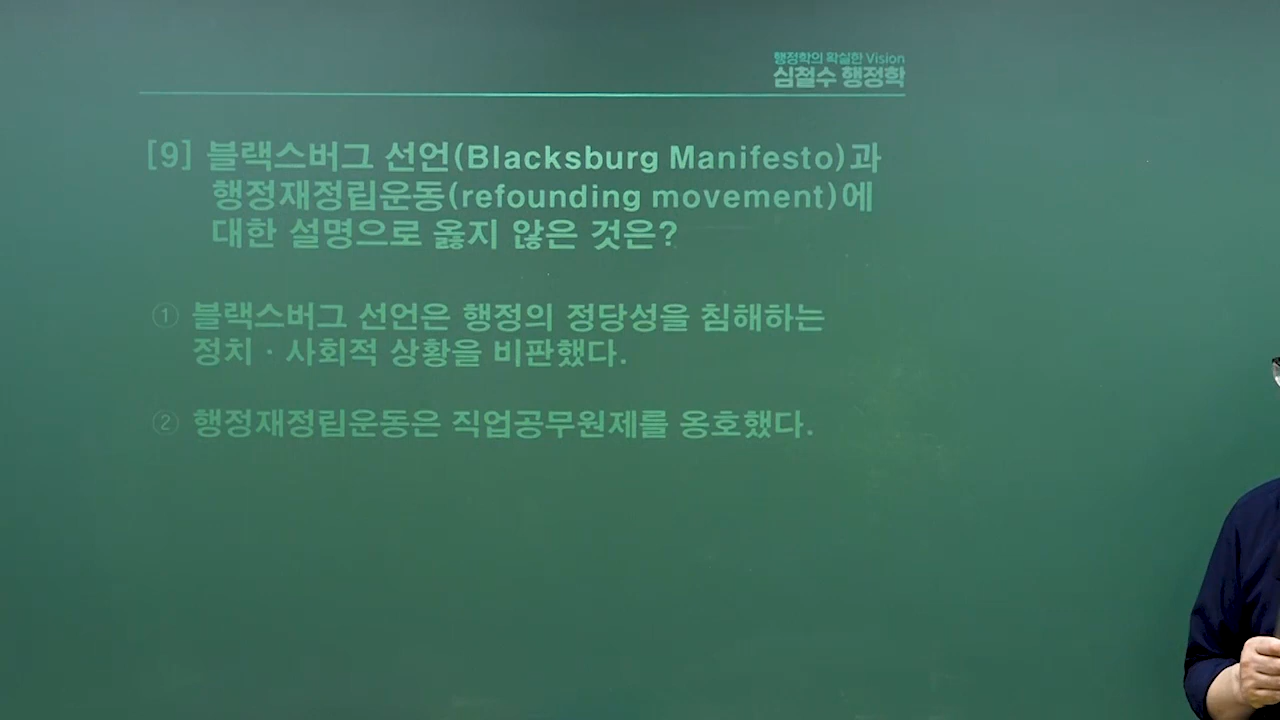 행정학의 확실한 Vision
심철수 행정학
[9] 블랙스버그 선언(Blacksburg Manifesto)과
행정재정립운동(refounding movement)에
대한 설명으로 옳지 않은 것은?
① 블랙스버그 선언은 행정의 정당성을 침해하는
정치·사회적 상황을 비판했다.
② 행정재정립운동은 직업공무원제를 옹호했다.